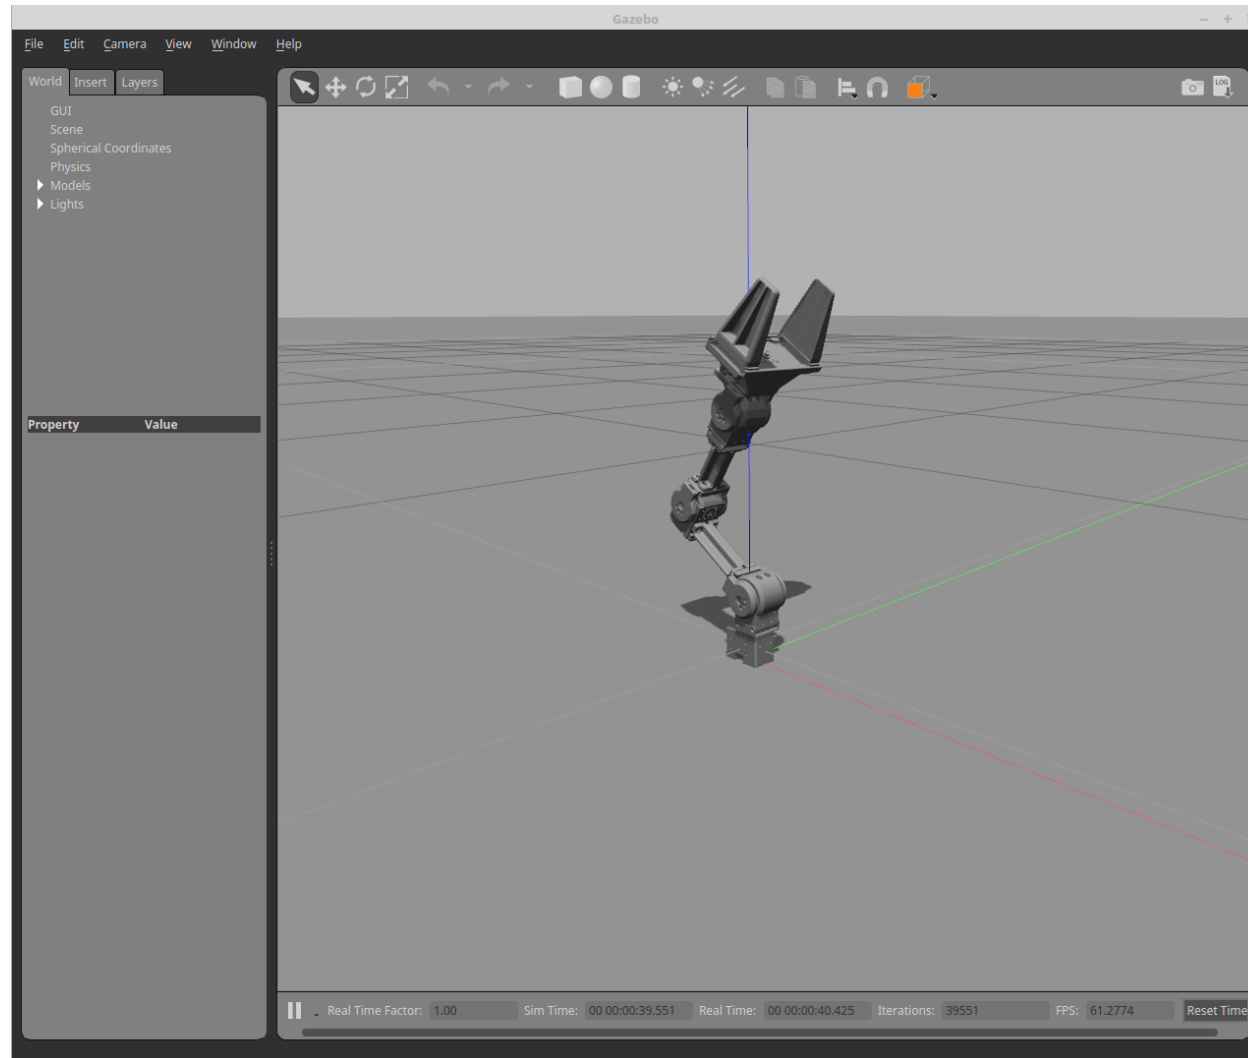 Gazebo
File Edit Camera View Window Help
World Insert Layers
LOG
GUI
Scene
Spherical Coordinates
Physics
Models
Lights
Property Value
Real Time Factor: 1.00 Sim Time: 00 00:00:39.551 Real Time: 00 00:00:40.425 Iterations: 39551 FPS: 61.2774 Reset Time